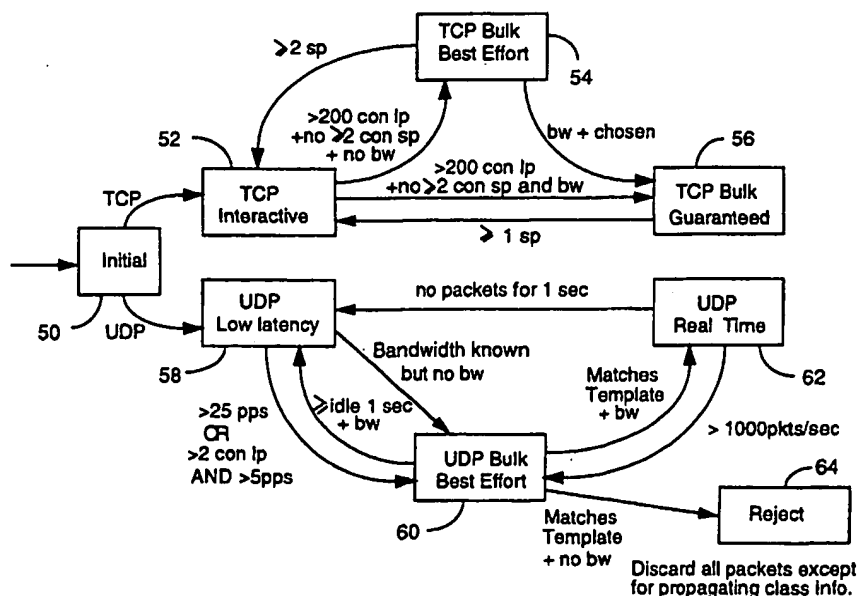 TCP Bulk
Best Effort
54
≥2 sp
>200 con lp
+no ≥2 con sp
+ no bw
bw + chosen
52
56
TCP
Interactive
>200 con lp
+no ≥2 con sp and bw
TCP Bulk
Guaranteed
TCP
≥ 1 sp
Initial
50
UDP
UDP
Low latency
58
no packets for 1 sec
UDP
Real Time
62
Bandwidth known
but no bw
≥idle 1 sec
+ bw
Matches
Template
+ bw
>25 pps
OR
>2 con lp
AND >5pps
> 1000pkts/sec
UDP Bulk
Best Effort
60
64
Reject
Matches
Template
+ no bw
Discard all packets except
for propagating class info.